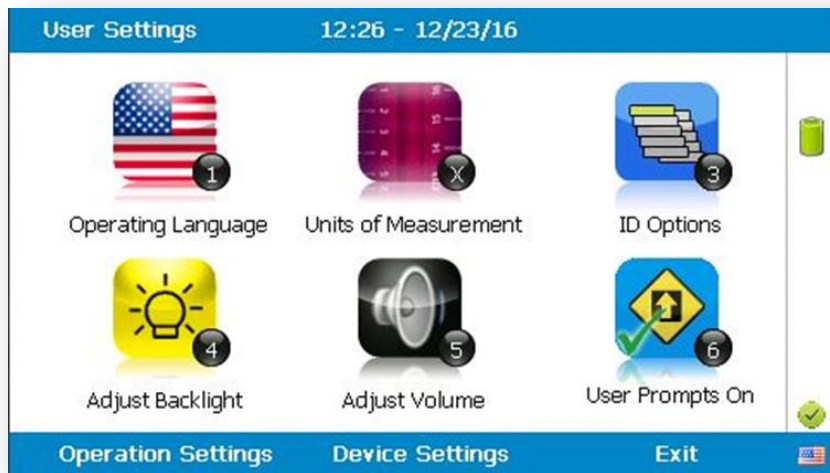 User Settings 12:26 - 12/23/16
1 X 3
Operating Language Units of Measurement ID Options
4 5 6
Adjust Backlight Adjust Volume User Prompts On
Operation Settings Device Settings Exit